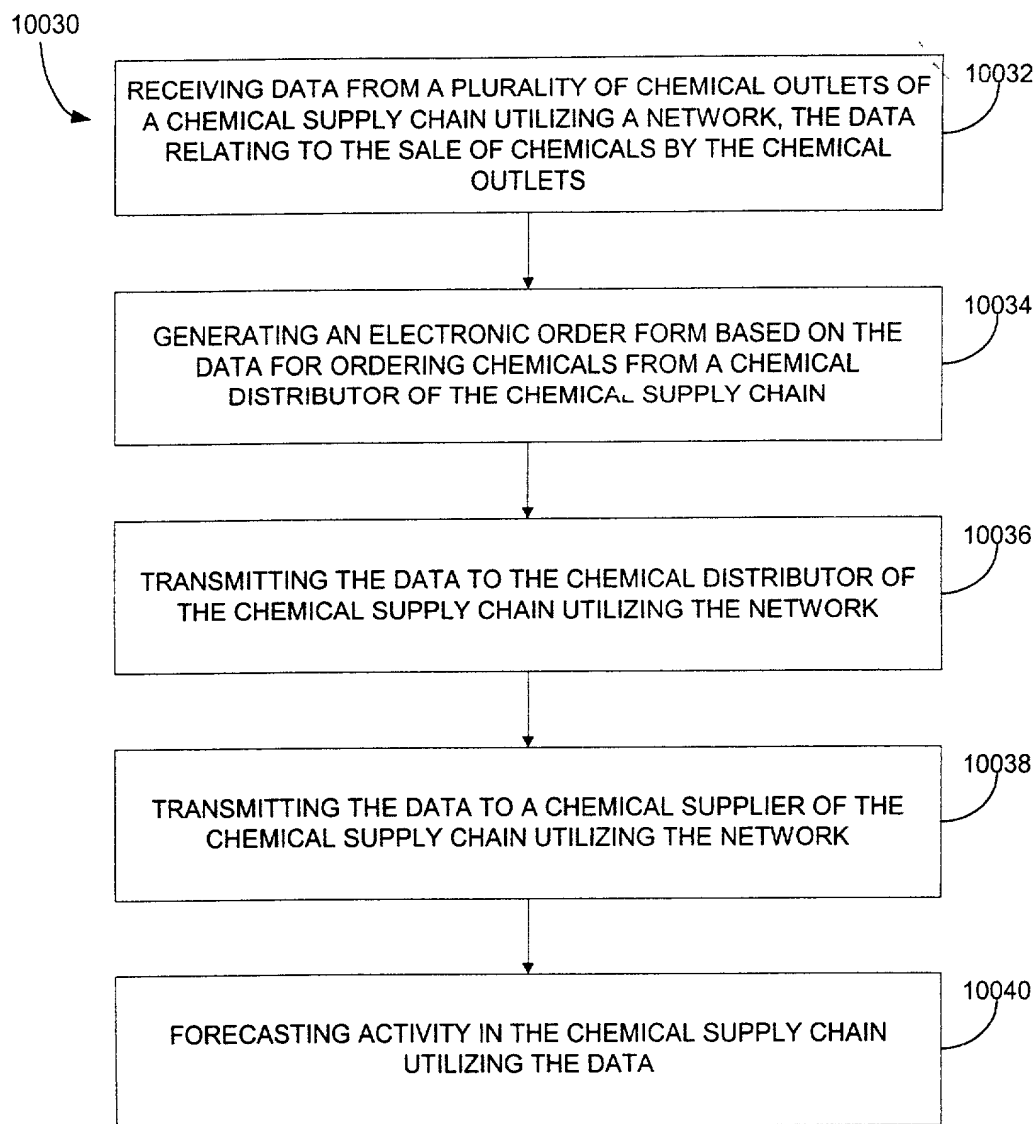 10030
10032
RECEIVING DATA FROM A PLURALITY OF CHEMICAL OUTLETS OF
A CHEMICAL SUPPLY CHAIN UTILIZING A NETWORK, THE DATA
RELATING TO THE SALE OF CHEMICALS BY THE CHEMICAL
OUTLETS
10034
GENERATING AN ELECTRONIC ORDER FORM BASED ON THE
DATA FOR ORDERING CHEMICALS FROM A CHEMICAL
DISTRIBUTOR OF THE CHEMICAL SUPPLY CHAIN
10036
TRANSMITTING THE DATA TO THE CHEMICAL DISTRIBUTOR OF
THE CHEMICAL SUPPLY CHAIN UTILIZING THE NETWORK
10038
TRANSMITTING THE DATA TO A CHEMICAL SUPPLIER OF THE
CHEMICAL SUPPLY CHAIN UTILIZING THE NETWORK
10040
FORECASTING ACTIVITY IN THE CHEMICAL SUPPLY CHAIN
UTILIZING THE DATA